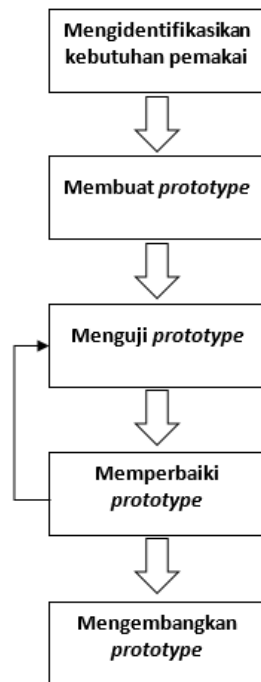 Mengidentifikasikan
kebutuhan pemakai
Membuat prototype
Menguji prototype
Memperbaiki
prototype
Mengembangkan
prototype